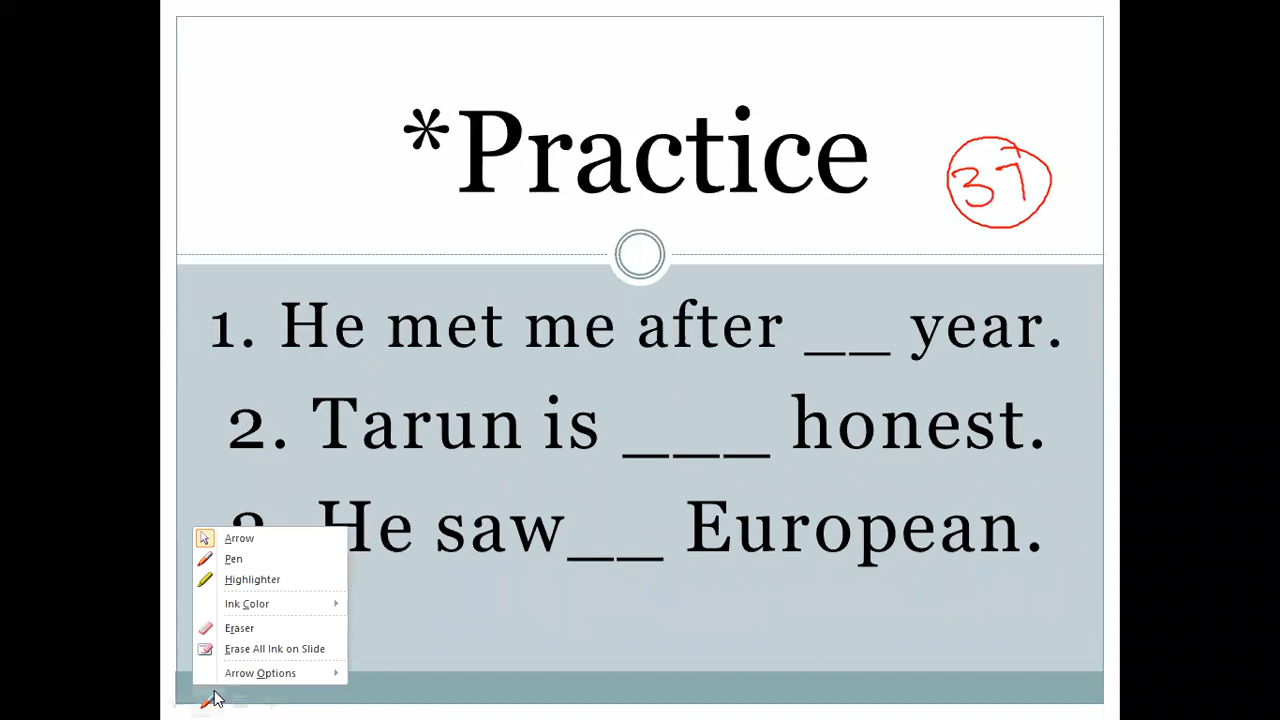 *Practice
37
1. He met me after __ year.
2. Tarun is ___ honest.
He saw__ European.
Arrow
Pen
Highlighter
Ink Color
Eraser
Erase All Ink on Slide
Arrow Options